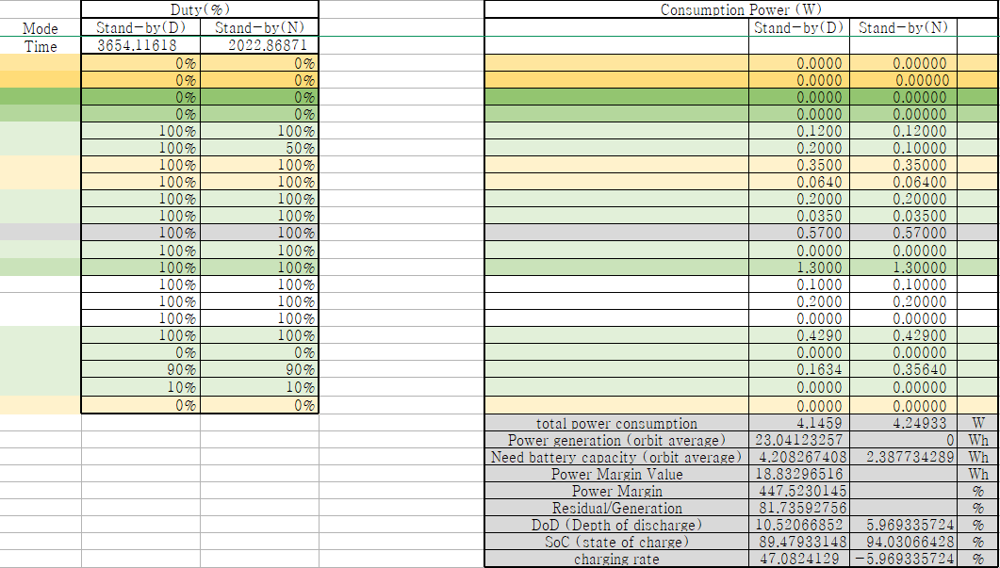 Duty(%) Consumption Power (W)
Mode Stand-by(D) Stand-by(N) Stand-by(D) Stand-by(N)
Time 3654.11618 2022.86871
0% 0% 0.0000 0.00000
0% 0% 0.0000 0.00000
0% 0% 0.0000 0.00000
0% 0% 0.0000 0.00000
100% 100% 0.1200 0.12000
100% 50% 0.2000 0.10000
100% 100% 0.3500 0.35000
100% 100% 0.0640 0.06400
100% 100% 0.2000 0.20000
100% 100% 0.0350 0.03500
100% 100% 0.5700 0.57000
100% 100% 0.0000 0.00000
100% 100% 1.3000 1.30000
100% 100% 0.1000 0.10000
100% 100% 0.2000 0.20000
100% 100% 0.0000 0.00000
100% 100% 0.4290 0.42900
0% 0% 0.0000 0.00000
90% 90% 0.1634 0.35640
10% 10% 0.0000 0.00000
0% 0% 0.0000 0.00000
total power consumption 4.1459 4.24933 W
Power generation (orbit average) 23.04123257 0 Wh
Need battery capacity (orbit average) 4.208267408 2.387734289 Wh
Power Margin Value 18.83296516 Wh
Power Margin 447.5230145 %
Residual/Generation 81.73592756 %
DoD (Depth of discharge) 10.52066852 5.969335724 %
SoC (state of charge) 89.47933148 94.03066428 %
charging rate 47.0824129 -5.969335724 %